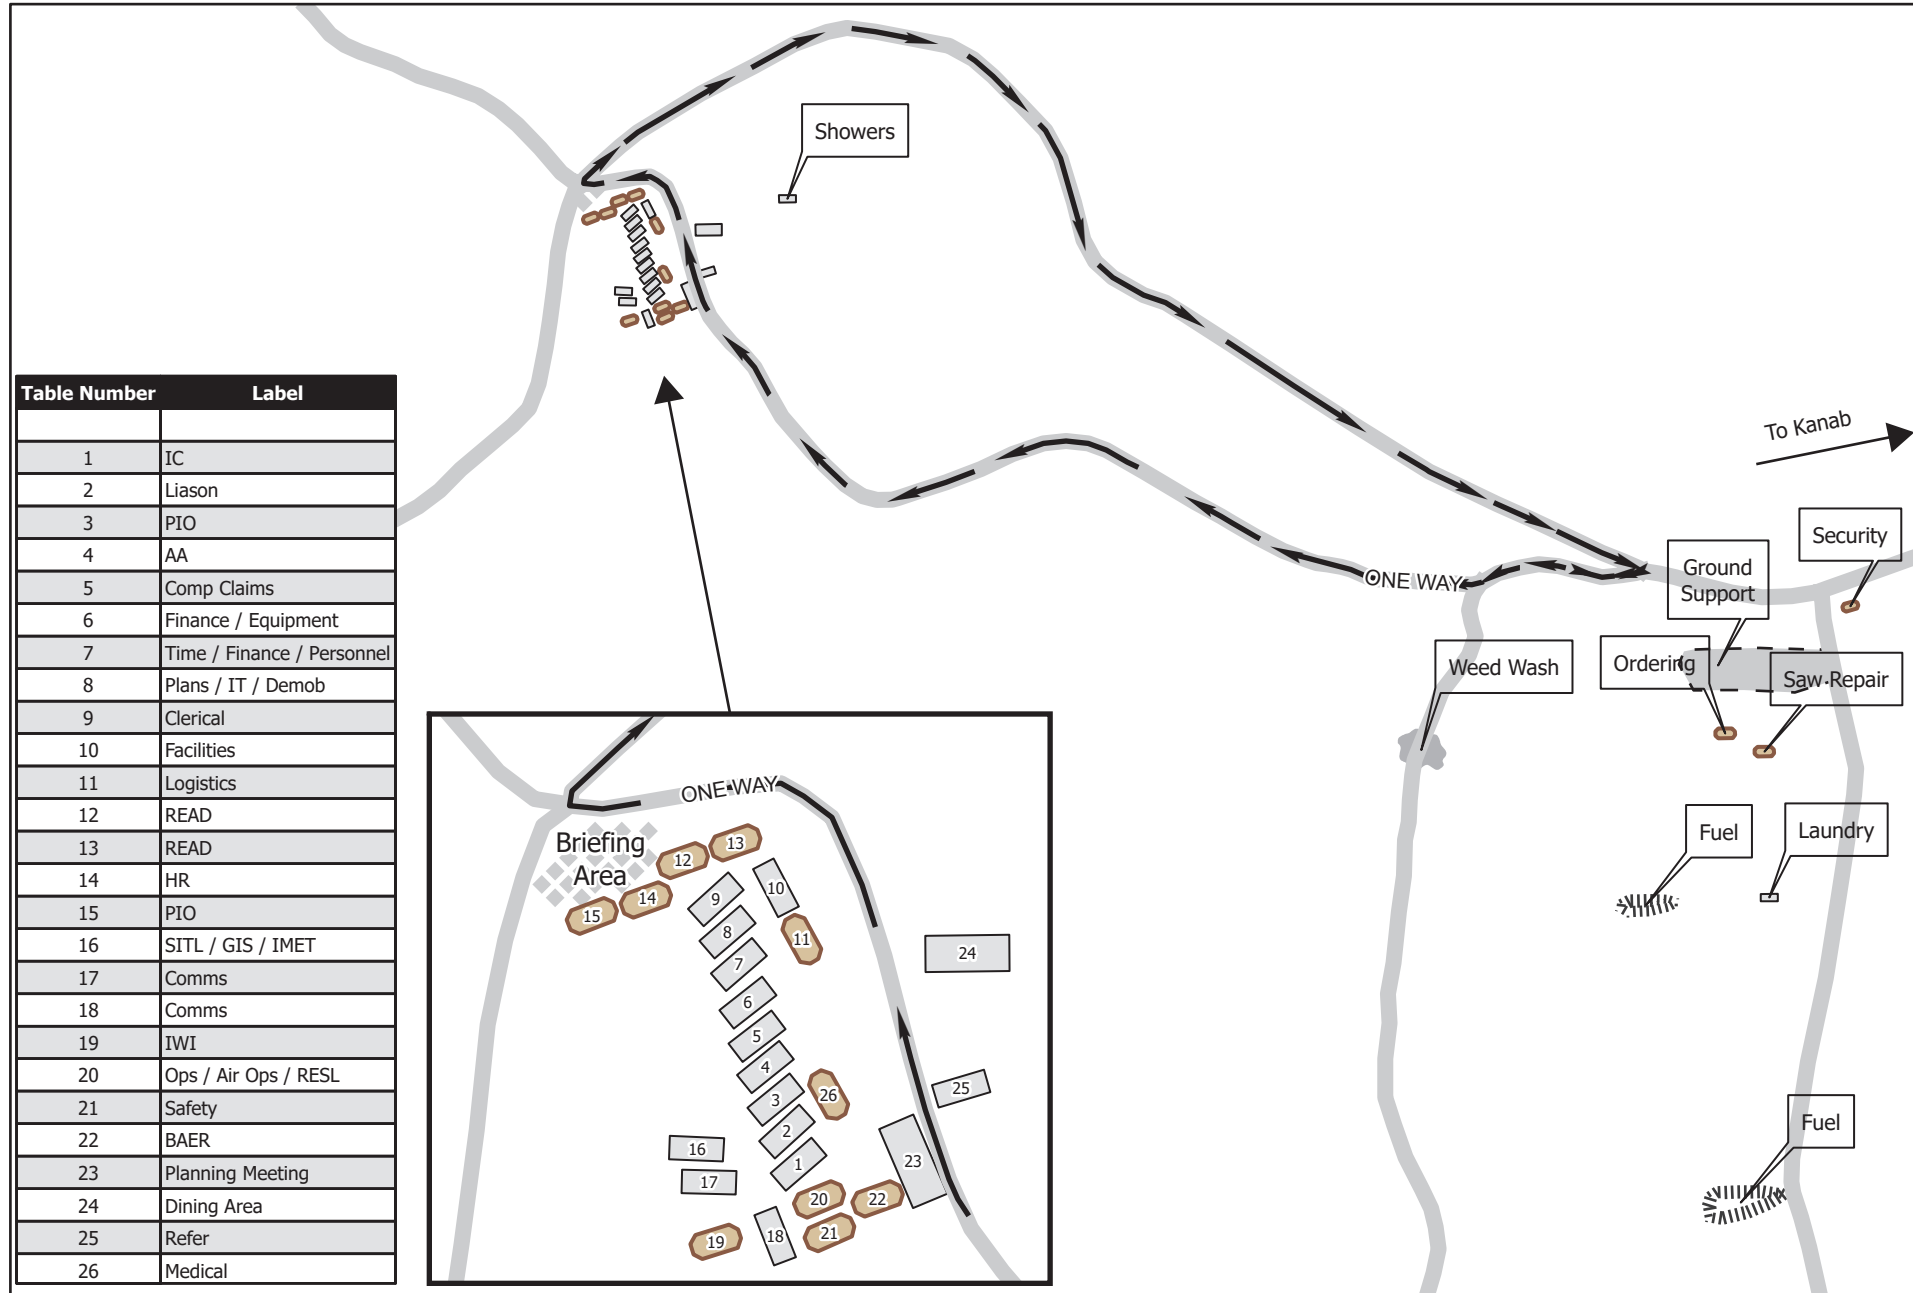 Showers
To Kanab
Security
Ground
Support
ONE WAY
Weed Wash
Ordering
Saw Repair
Fuel
Laundry
Fuel
Table Number Label
1 IC
2 Liason
3 PIO
4 AA
5 Comp Claims
6 Finance / Equipment
7 Time / Finance / Personnel
8 Plans / IT / Demob
9 Clerical
10 Facilities
11 Logistics
12 READ
13 READ
14 HR
15 PIO
16 SITL / GIS / IMET
17 Comms
18 Comms
19 IWI
20 Ops / Air Ops / RESL
21 Safety
22 BAER
23 Planning Meeting
24 Dining Area
25 Refer
26 Medical
ONE WAY
Briefing
Area
13
12
14
15
10
9
8
11
7
24
6
5
4
25
26
3
2
16
1
23
17
20
22
18
21
19